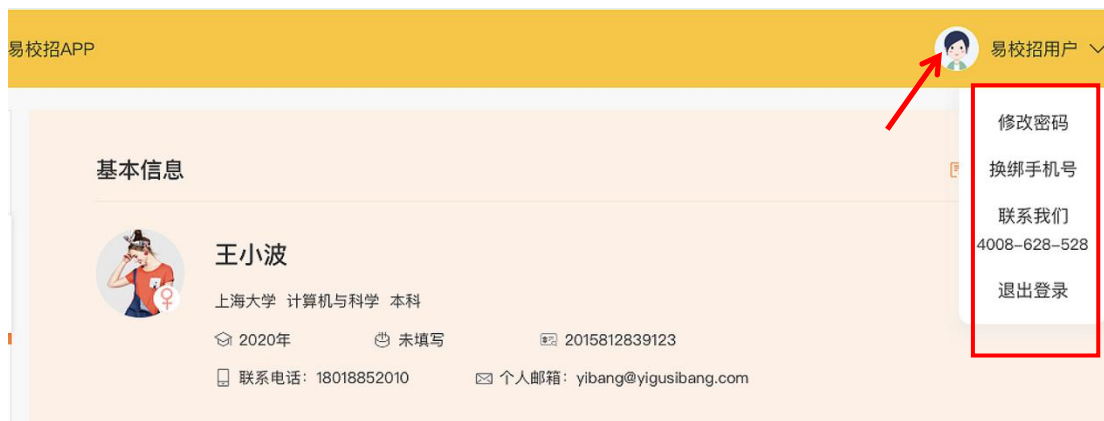 易校招APP
易校招用户
修改密码
换绑手机号
联系我们
4008-628-528
退出登录
基本信息
王小波
上海大学 计算机与科学 本科
2020年 未填写 2015812839123
联系电话：18018852010 个人邮箱：yibang@yigusibang.com